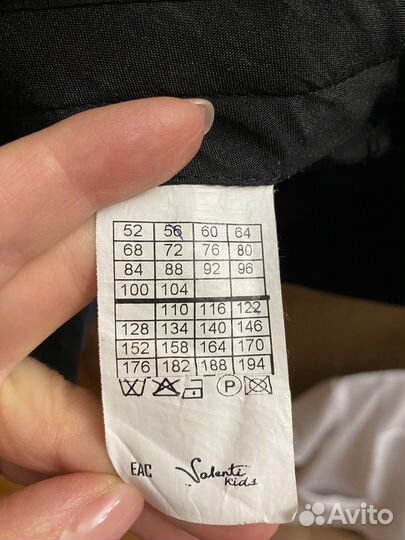 52 56 60 64
68 72 76 80
84 88 92 96
100 104
110 116 122
128 134 140 146
152 158 164 170
176 182 188 194
P
EAC Valenti
Kids
Avito